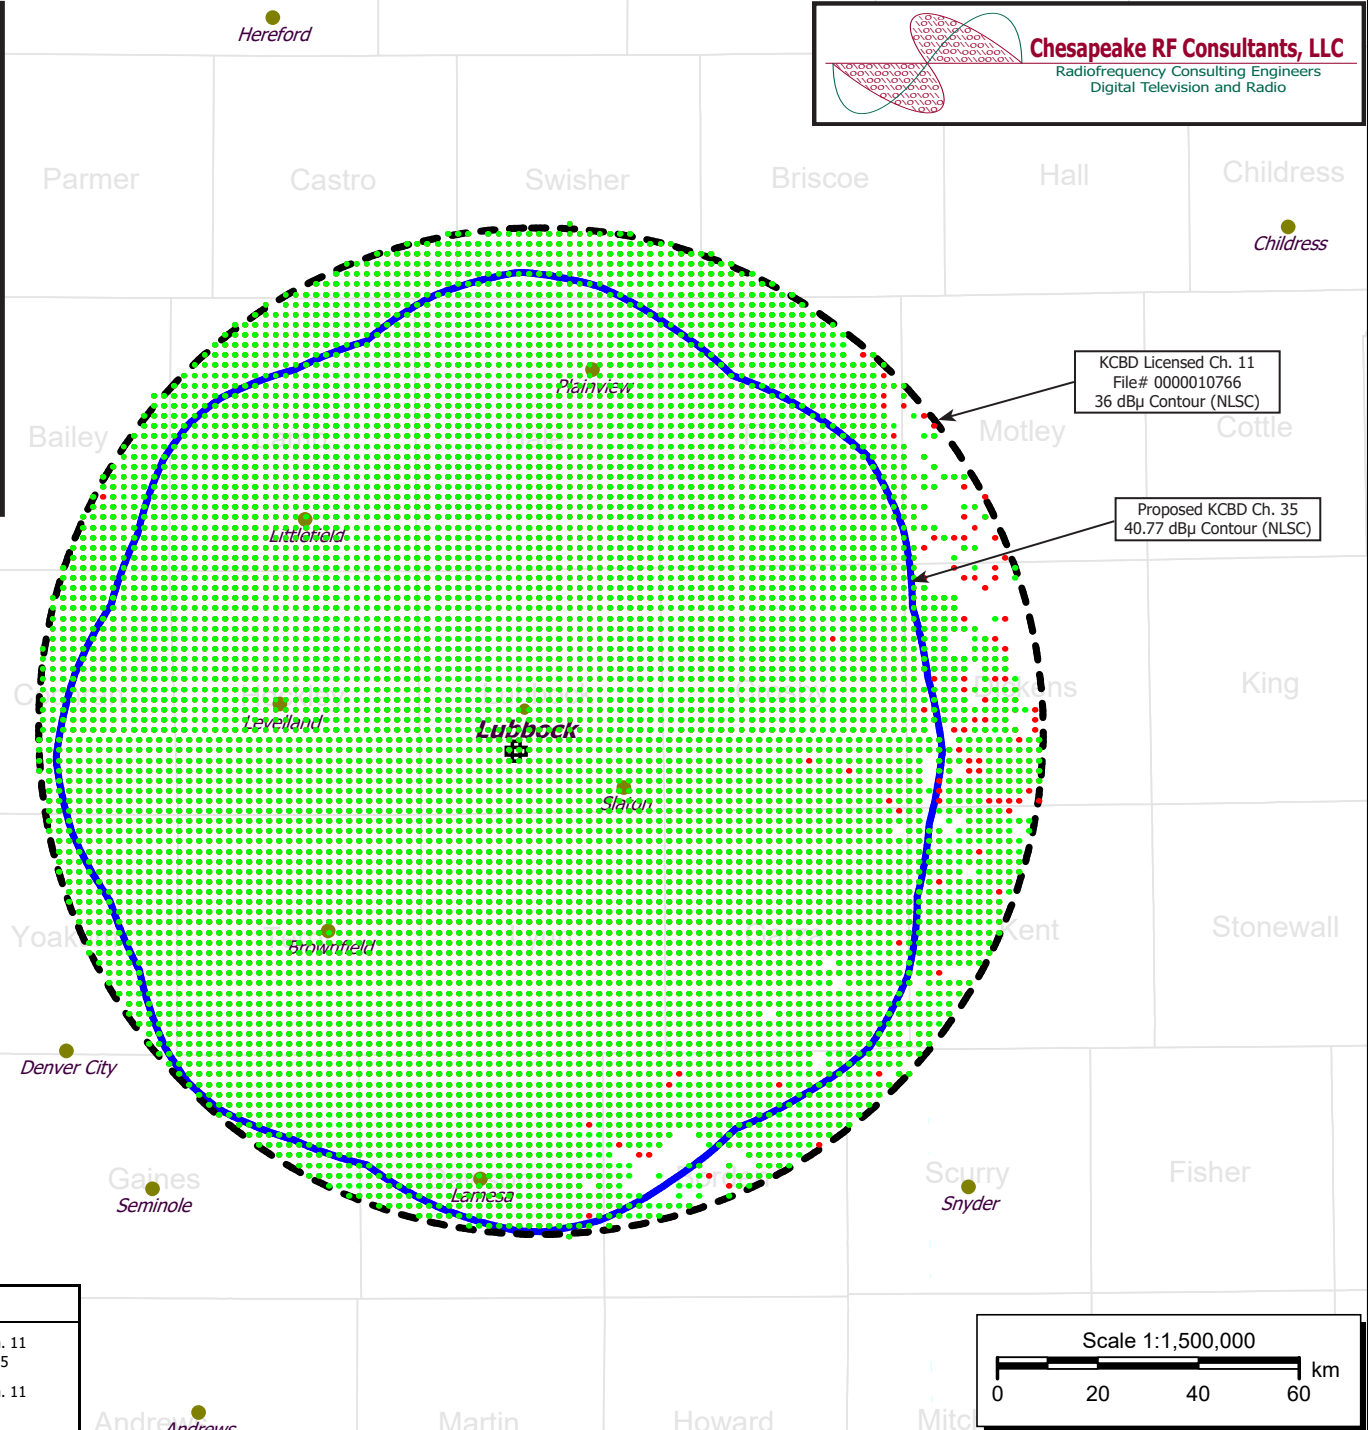 Hereford
Chesapeake RF Consultants, LLC
Radiofrequency Consulting Engineers
Digital Television and Radio
Parmer
Castro
Swisher
Briscoe
Hall
Childress
Childress
KCBD Licensed Ch. 11
File# 0000010766
36 dBµ Contour (NLSC)
Plainview
Bailey
Motley
Cottle
Proposed KCBD Ch. 35
40.77 dBµ Contour (NLSC)
Littlefield
Dickens
King
Levelland
Lubbock
Slaton
Brownfield
Kent
Stonewall
Denver City
Gaines
Seminole
Lamesa
Scurry
Snyder
Fisher
. 11
5
. 11
Scale 1:1,500,000
km
0 20 40 60
Andrews
Andrews
Martin
Howard